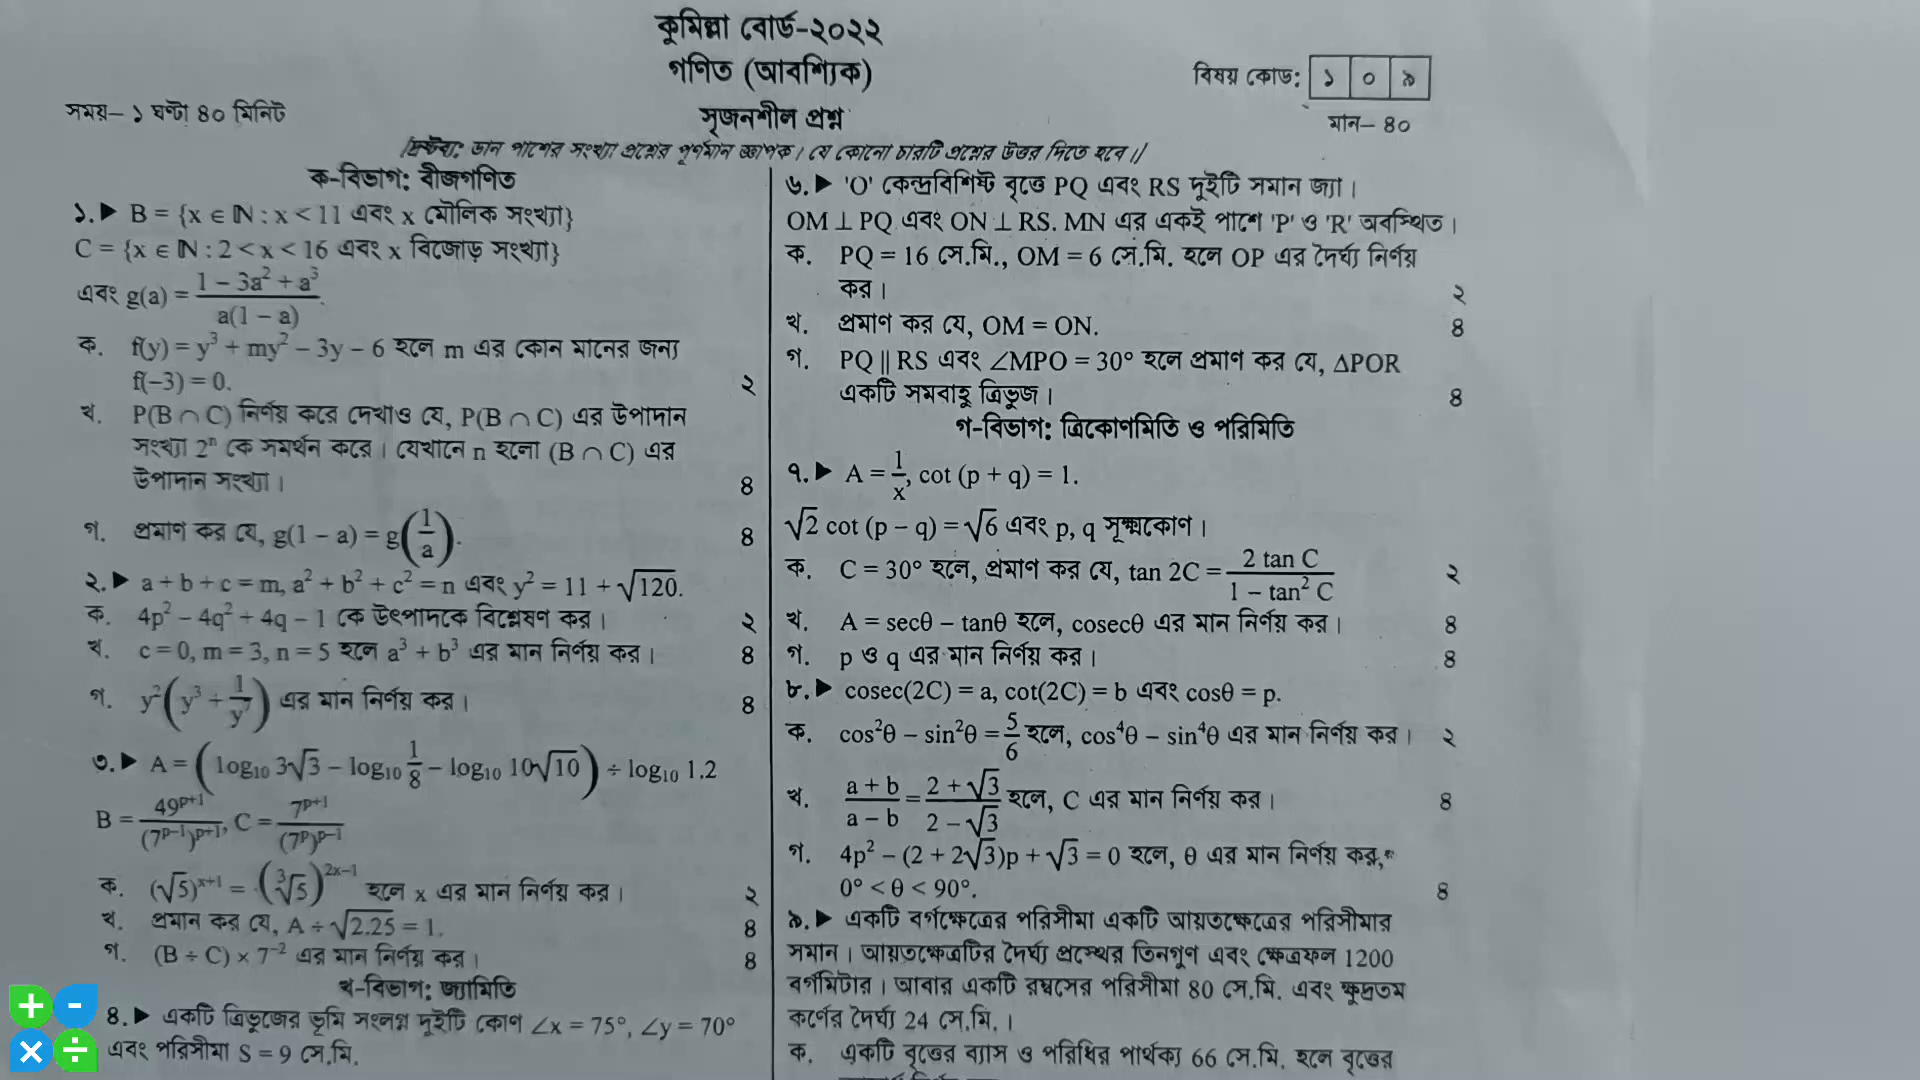 কুমিল্লা বোর্ড-২০২২
গণিত (আবশ্যিক)
বিষয় কোড: ১ ০ ৯
সময়– ১ ঘণ্টা ৪০ মিনিট
সৃজনশীল প্রশ্ন
মান– ৪০
[দ্রষ্টব্য: ডান পাশের সংখ্যা প্রশ্নের পূর্ণমান জ্ঞাপক। যে কোনো চারটি প্রশ্নের উত্তর দিতে হবে।]
ক-বিভাগ: বীজগণিত
১.▶ B = {x ∈ ℕ : x < 11 এবং x মৌলিক সংখ্যা}
C = {x ∈ ℕ : 2 < x < 16 এবং x বিজোড় সংখ্যা}
এবং g(a) = (1 – 3a² + a³)/(a(1 – a))
ক. f(y) = y³ + my² – 3y – 6 হলে m এর কোন মানের জন্য
f(–3) = 0. ২
খ. P(B ∩ C) নির্ণয় করে দেখাও যে, P(B ∩ C) এর উপাদান
সংখ্যা 2ⁿ কে সমর্থন করে। যেখানে n হলো (B ∩ C) এর
উপাদান সংখ্যা। ৪
গ. প্রমাণ কর যে, g(1 – a) = g(1/a). ৪
২.▶ a + b + c = m, a² + b² + c² = n এবং y² = 11 + √120.
ক. 4p² – 4q² + 4q – 1 কে উৎপাদকে বিশ্লেষণ কর। ২
খ. c = 0, m = 3, n = 5 হলে a³ + b³ এর মান নির্ণয় কর। ৪
গ. y²(y³ + 1/y⁷) এর মান নির্ণয় কর। ৪
৩.▶ A = (log₁₀ 3√3 – log₁₀ 1/8 – log₁₀ 10√10) ÷ log₁₀ 1.2
B = 49^(p+1)/(7^(p–1))^(p+1), C = 7^(p+1)/(7^p)^(p–1)
ক. (√5)^(x+1) = (∛5)^(2x–1) হলে x এর মান নির্ণয় কর। ২
খ. প্রমান কর যে, A ÷ √2.25 = 1. ৪
গ. (B ÷ C) × 7⁻² এর মান নির্ণয় কর। ৪
খ-বিভাগ: জ্যামিতি
৪.▶ একটি ত্রিভুজের ভূমি সংলগ্ন দুইটি কোণ ∠x = 75°, ∠y = 70°
এবং পরিসীমা S = 9 সে.মি.
৬.▶ 'O' কেন্দ্রবিশিষ্ট বৃত্তে PQ এবং RS দুইটি সমান জ্যা।
OM ⊥ PQ এবং ON ⊥ RS. MN এর একই পাশে 'P' ও 'R' অবস্থিত।
ক. PQ = 16 সে.মি., OM = 6 সে.মি. হলে OP এর দৈর্ঘ্য নির্ণয়
কর। ২
খ. প্রমাণ কর যে, OM = ON. ৪
গ. PQ || RS এবং ∠MPO = 30° হলে প্রমাণ কর যে, ΔPOR
একটি সমবাহু ত্রিভুজ। ৪
গ-বিভাগ: ত্রিকোণমিতি ও পরিমিতি
৭.▶ A = 1/x, cot (p + q) = 1.
√2 cot (p – q) = √6 এবং p, q সূক্ষ্মকোণ।
ক. C = 30° হলে, প্রমাণ কর যে, tan 2C = (2 tan C)/(1 – tan² C) ২
খ. A = secθ – tanθ হলে, cosecθ এর মান নির্ণয় কর। ৪
গ. p ও q এর মান নির্ণয় কর। ৪
৮.▶ cosec(2C) = a, cot(2C) = b এবং cosθ = p.
ক. cos²θ – sin²θ = 5/6 হলে, cos⁴θ – sin⁴θ এর মান নির্ণয় কর। ২
খ. (a + b)/(a – b) = (2 + √3)/(2 – √3) হলে, C এর মান নির্ণয় কর। ৪
গ. 4p² – (2 + 2√3)p + √3 = 0 হলে, θ এর মান নির্ণয় কর,
0° < θ < 90°. ৪
৯.▶ একটি বর্গক্ষেত্রের পরিসীমা একটি আয়তক্ষেত্রের পরিসীমার
সমান। আয়তক্ষেত্রটির দৈর্ঘ্য প্রস্থের তিনগুণ এবং ক্ষেত্রফল 1200
বর্গমিটার। আবার একটি রম্বসের পরিসীমা 80 সে.মি. এবং ক্ষুদ্রতম
কর্ণের দৈর্ঘ্য 24 সে.মি.।
ক. একটি বৃত্তের ব্যাস ও পরিধির পার্থক্য 66 সে.মি. হলে বৃত্তের
+ -
× ÷